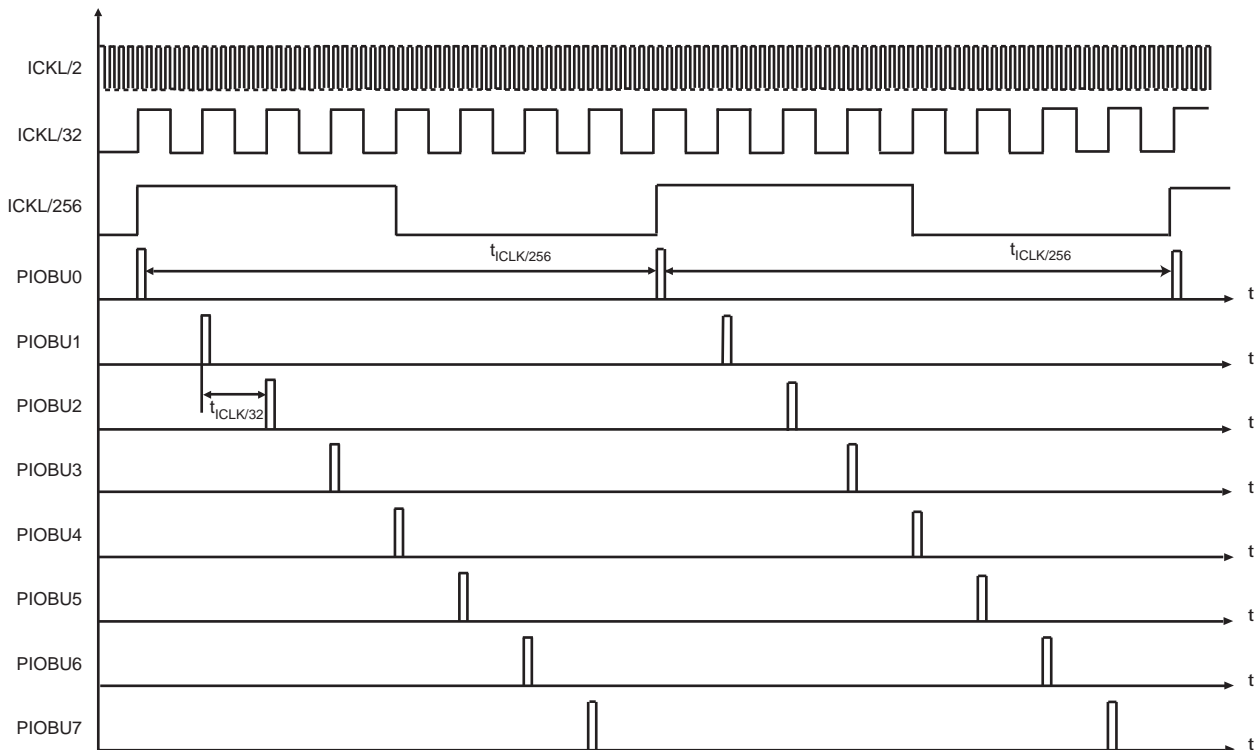 ICKL/2
ICKL/32
ICKL/256
tICLK/256
tICLK/256
PIOBU0
t
PIOBU1
t
PIOBU2
tICLK/32
t
PIOBU3
t
PIOBU4
t
PIOBU5
t
PIOBU6
t
PIOBU7
t